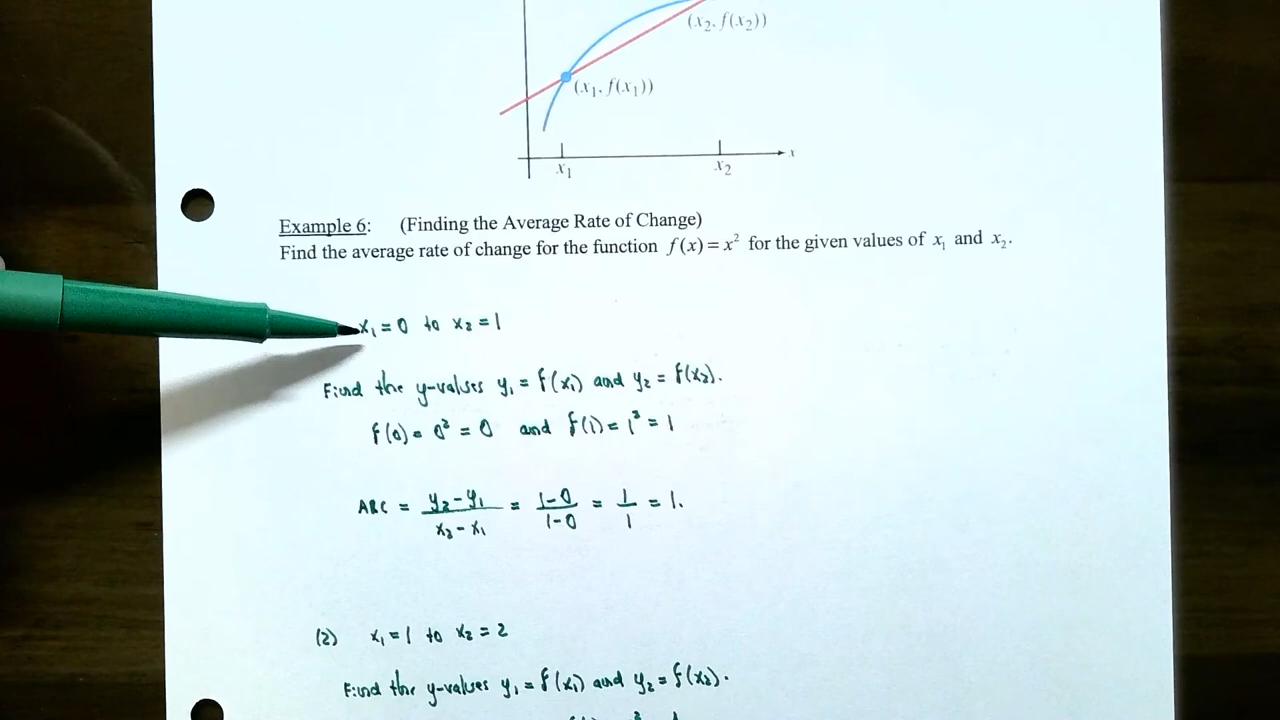 (x₂, f(x₂))
(x₁, f(x₁))
x
x₁ x₂
Example 6: (Finding the Average Rate of Change)
Find the average rate of change for the function f(x) = x² for the given values of x₁ and x₂.
x₁ = 0 to x₂ = 1
Find the y-values y₁ = f(x₁) and y₂ = f(x₂).
f(0) = 0² = 0 and f(1) = 1² = 1
ARC = (y₂ - y₁)/(x₂ - x₁) = (1-0)/(1-0) = 1/1 = 1.
(2) x₁ = 1 to x₂ = 2
Find the y-values y₁ = f(x₁) and y₂ = f(x₂).